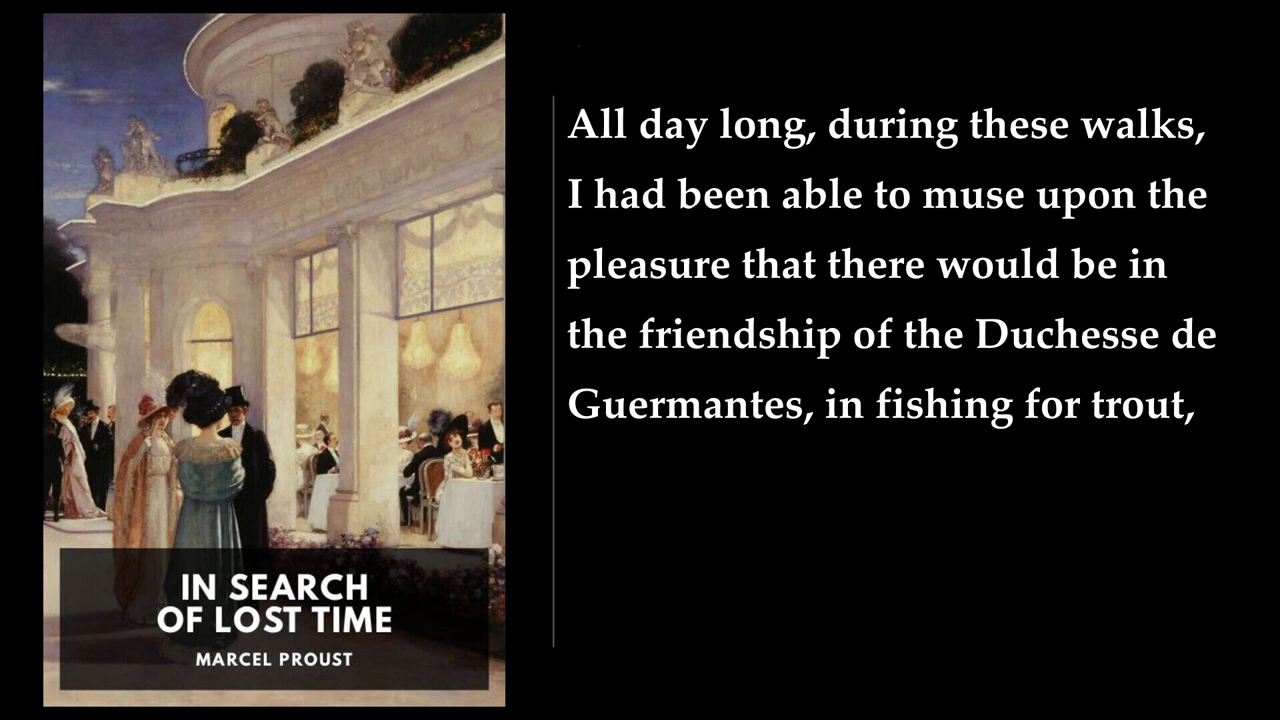 IN SEARCH
OF LOST TIME
MARCEL PROUST
All day long, during these walks,
I had been able to muse upon the
pleasure that there would be in
the friendship of the Duchesse de
Guermantes, in fishing for trout,